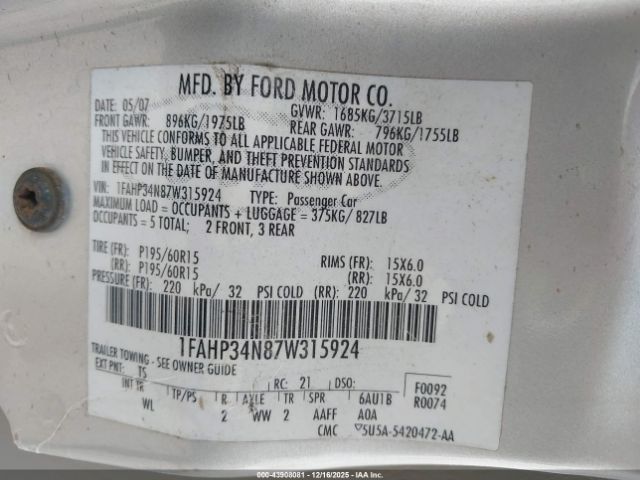 MFD. BY FORD MOTOR CO.
DATE: 05/07 GVWR: 1685KG/3715LB
FRONT GAWR: 896KG/1975LB REAR GAWR: 796KG/1755LB
THIS VEHICLE CONFORMS TO ALL APPLICABLE FEDERAL MOTOR
VEHICLE SAFETY, BUMPER, AND THEFT PREVENTION STANDARDS
IN EFFECT ON THE DATE OF MANUFACTURE SHOWN ABOVE.
VIN: 1FAHP34N87W315924 TYPE: Passenger Car
MAXIMUM LOAD = OCCUPANTS + LUGGAGE = 375KG/ 827LB
OCCUPANTS = 5 TOTAL; 2 FRONT, 3 REAR
TIRE (FR): P195/60R15 RIMS (FR): 15X6.0
(RR): P195/60R15 (RR): 15X6.0
PRESSURE (FR): 220 kPa/ 32 PSI COLD (RR): 220 kPa/ 32 PSI COLD
1FAHP34N87W315924
TRAILER TOWING - SEE OWNER GUIDE
EXT PNT: TS RC: 21 DSO: F0092
INT TR TP/PS R AXLE TR SPR 6AU1B R0074
WL 2 WW 2 AAFF A0A
CMC 5U5A-5420472-AA
000-43908081 - 12/16/2025 - IAAI.COM